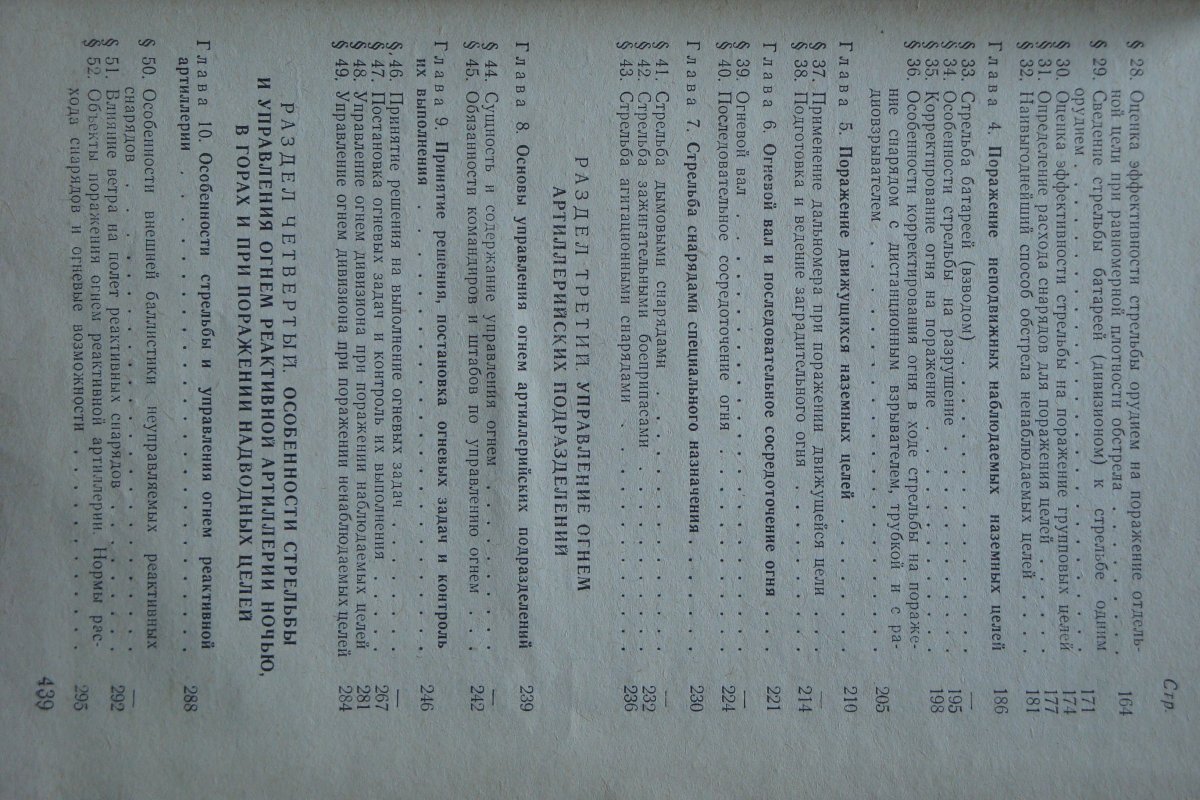 Стр.
§ 28. Оценка эффективности стрельбы орудием на поражение отдель-
ной цели при равномерной плотности обстрела . . . . . 164
§ 29. Сведение стрельбы батареей (дивизионом) к стрельбе одним
орудием . . . . . . . . . . 171
§ 30. Оценка эффективности стрельбы на поражение групповых целей 174
§ 31. Определение расхода снарядов для поражения целей . . . 177
§ 32. Наивыгоднейший способ обстрела ненаблюдаемых целей . . . 181
Глава 4. Поражение неподвижных наблюдаемых наземных целей 186
§ 33. Стрельба батареей (взводом) . . . . . . . —
§ 34. Особенности стрельбы на разрушение . . . . . 195
§ 35. Корректирование огня на поражение . . . . . 198
§ 36. Особенности корректирования огня в ходе стрельбы на пораже-
ние снарядом с дистанционным взрывателем, трубкой и с ра-
диовзрывателем . . . . . . . . . 205
Глава 5. Поражение движущихся наземных целей . . . . . 210
§ 37. Применение дальномера при поражении движущейся цели . . —
§ 38. Подготовка и ведение заградительного огня . . . . . 214
Глава 6. Огневой вал и последовательное сосредоточение огня . . 221
§ 39. Огневой вал . . . . . . . . . —
§ 40. Последовательное сосредоточение огня . . . . . 224
Глава 7. Стрельба снарядами специального назначения . . . . 230
§ 41. Стрельба дымовыми снарядами . . . . . . —
§ 42. Стрельба зажигательными боеприпасами . . . . . 232
§ 43. Стрельба агитационными снарядами . . . . . 236
РАЗДЕЛ ТРЕТИЙ. УПРАВЛЕНИЕ ОГНЕМ
АРТИЛЛЕРИЙСКИХ ПОДРАЗДЕЛЕНИЙ
Глава 8. Основы управления огнем артиллерийских подразделений 239
§ 44. Сущность и содержание управления огнем . . . . . —
§ 45. Обязанности командиров и штабов по управлению огнем . . 242
Глава 9. Принятие решения, постановка огневых задач и контроль
их выполнения . . . . . . . . . 246
§ 46. Принятие решения на выполнение огневых задач . . . . —
§ 47. Постановка огневых задач и контроль их выполнения . . . 267
§ 48. Управление огнем дивизиона при поражении наблюдаемых целей 281
§ 49. Управление огнем дивизиона при поражении ненаблюдаемых целей 284
РАЗДЕЛ ЧЕТВЕРТЫЙ. ОСОБЕННОСТИ СТРЕЛЬБЫ
И УПРАВЛЕНИЯ ОГНЕМ РЕАКТИВНОЙ АРТИЛЛЕРИИ НОЧЬЮ,
В ГОРАХ И ПРИ ПОРАЖЕНИИ НАДВОДНЫХ ЦЕЛЕЙ
Глава 10. Особенности стрельбы и управления огнем реактивной
артиллерии . . . . . . . . . . 288
§ 50. Особенности внешней баллистики неуправляемых реактивных
снарядов . . . . . . . . . . —
§ 51. Влияние ветра на полет реактивных снарядов . . . . . 292
§ 52. Объекты поражения огнем реактивной артиллерии. Нормы рас-
хода снарядов и огневые возможности . . . . . . 295
439